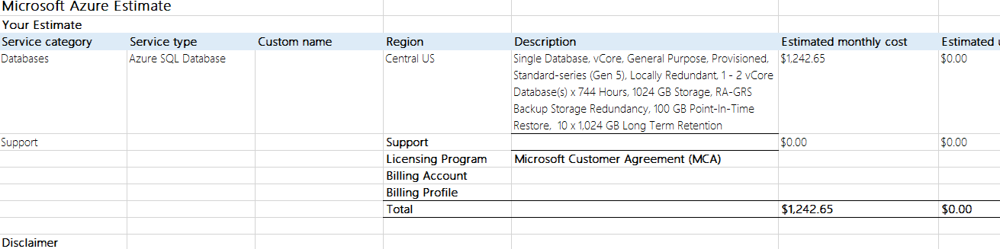 Microsoft Azure Estimate
Your Estimate
Service category Service type Custom name Region Description Estimated monthly cost Estimated
Databases Azure SQL Database Central US Single Database, vCore, General Purpose, Provisioned, $1,242.65 $0.00
Standard-series (Gen 5), Locally Redundant, 1 - 2 vCore
Database(s) x 744 Hours, 1024 GB Storage, RA-GRS
Backup Storage Redundancy, 100 GB Point-In-Time
Restore, 10 x 1,024 GB Long Term Retention
Support Support $0.00 $0.00
Licensing Program Microsoft Customer Agreement (MCA)
Billing Account
Billing Profile
Total $1,242.65 $0.00
Disclaimer